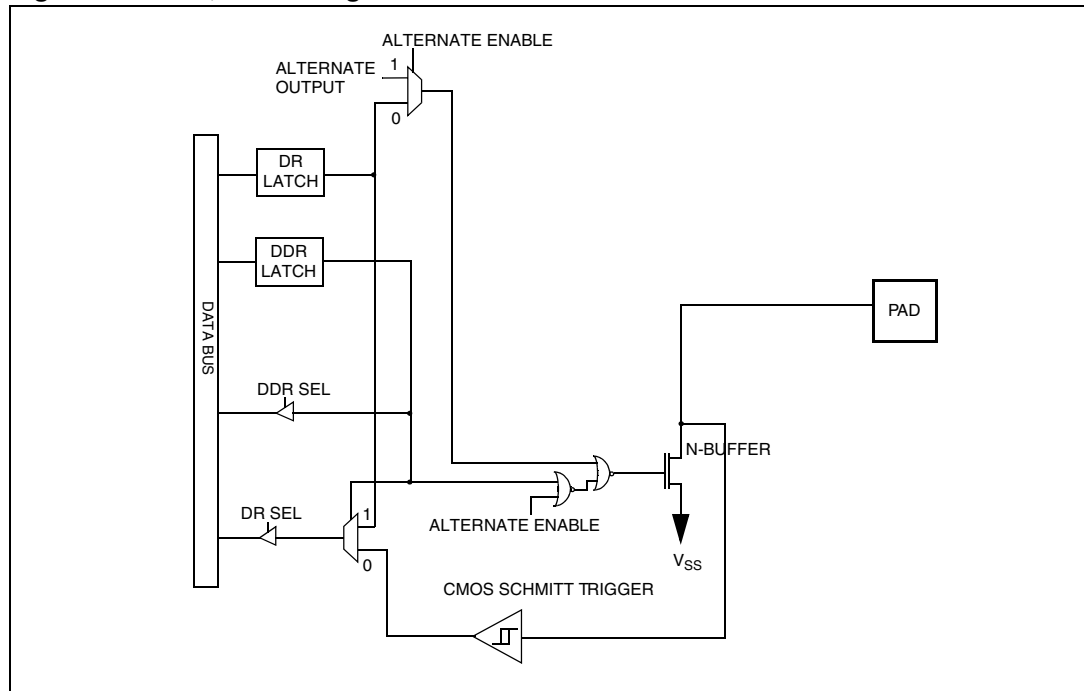 ALTERNATE ENABLE
ALTERNATE
OUTPUT
1
0
DR
LATCH
DDR
LATCH
DATA BUS
PAD
DDR SEL
N-BUFFER
DR SEL
1
0
ALTERNATE ENABLE
VSS
CMOS SCHMITT TRIGGER